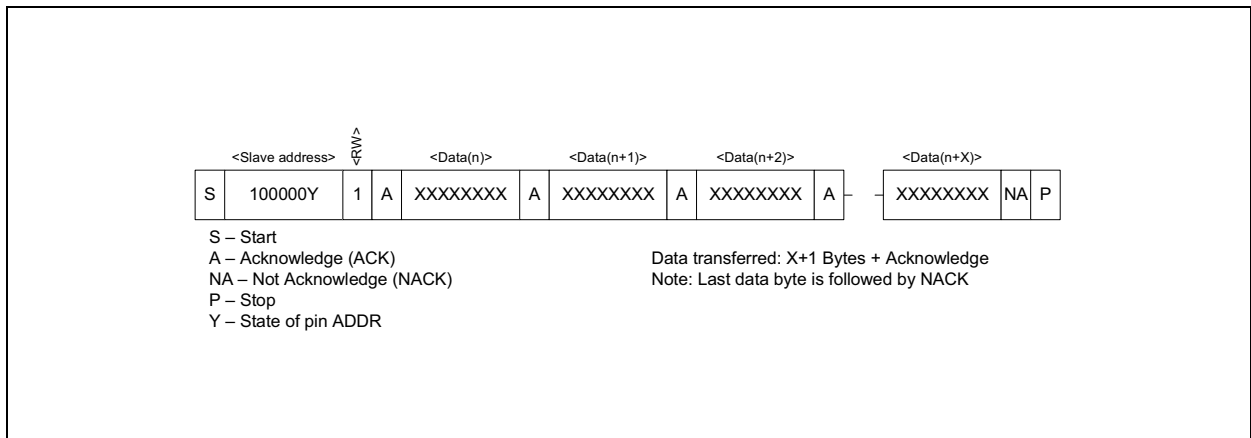 <Slave address> <RW> <Data(n)> <Data(n+1)> <Data(n+2)> <Data(n+X)>
S 100000Y 1 A XXXXXXXX A XXXXXXXX A XXXXXXXX A XXXXXXXX NA P
S – Start
A – Acknowledge (ACK)
NA – Not Acknowledge (NACK)
P – Stop
Y – State of pin ADDR
Data transferred: X+1 Bytes + Acknowledge
Note: Last data byte is followed by NACK